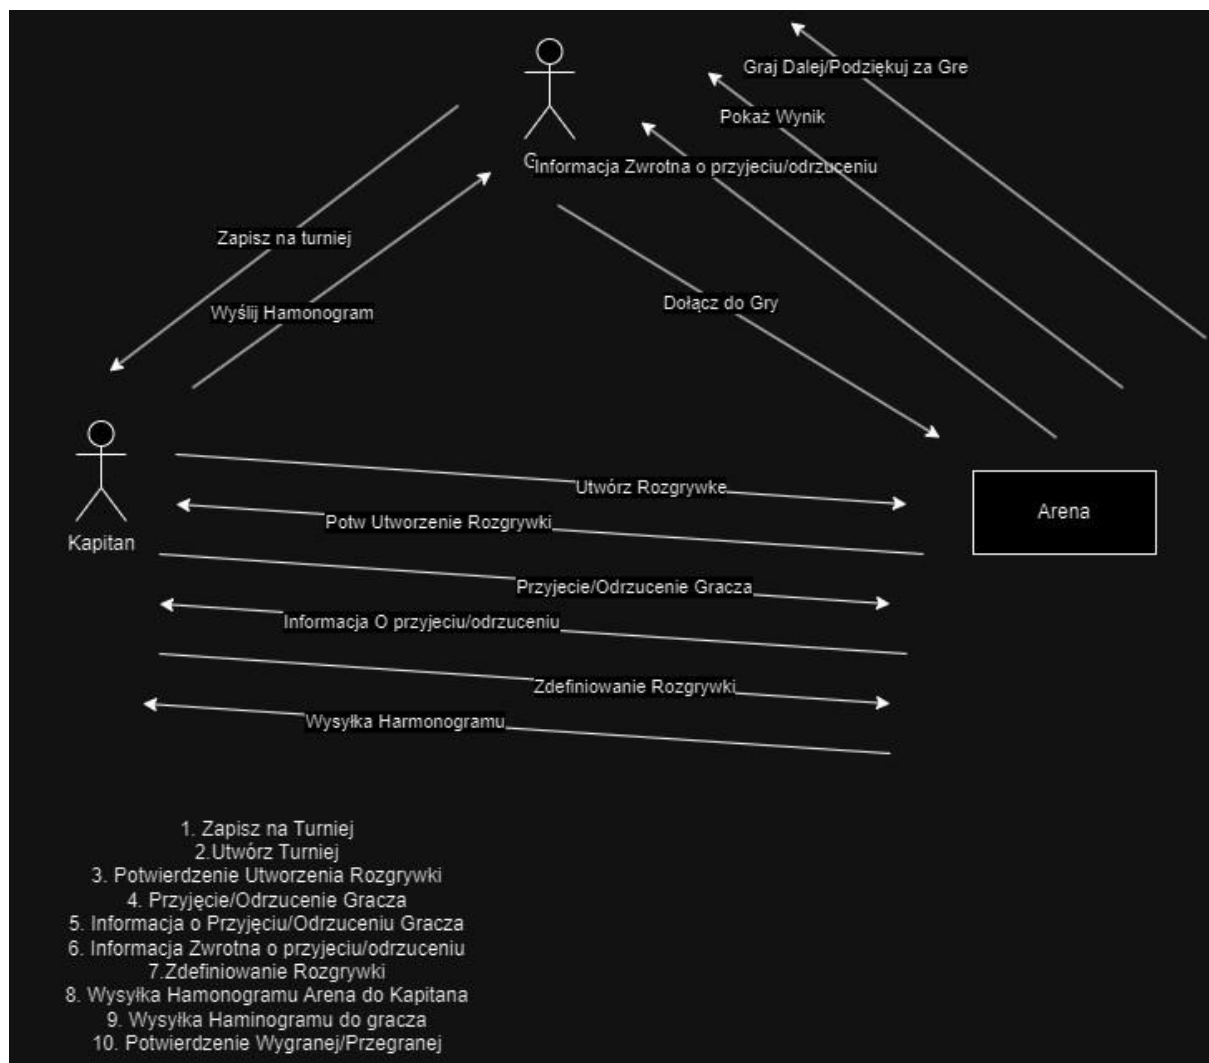 Graj Dalej/Podziękuj za Gre
Pokaż Wynik
Informacja Zwrotna o przyjeciu/odrzuceniu
Zapisz na turniej
Dołącz do Gry
Wyślij Hamonogram
Utwórz Rozgrywke
Arena
Potw Utworzenie Rozgrywki
Kapitan
Przyjecie/Odrzucenie Gracza
Informacja O przyjeciu/odrzuceniu
Zdefiniowanie Rozgrywki
Wysyłka Harmonogramu
1. Zapisz na Turniej
2.Utwórz Turniej
3. Potwierdzenie Utworzenia Rozgrywki
4. Przyjęcie/Odrzucenie Gracza
5. Informacja o Przyjęciu/Odrzuceniu Gracza
6. Informacja Zwrotna o przyjeciu/odrzuceniu
7.Zdefiniowanie Rozgrywki
8. Wysyłka Hamonogramu Arena do Kapitana
9. Wysyłka Haminogramu do gracza
10. Potwierdzenie Wygranej/Przegranej